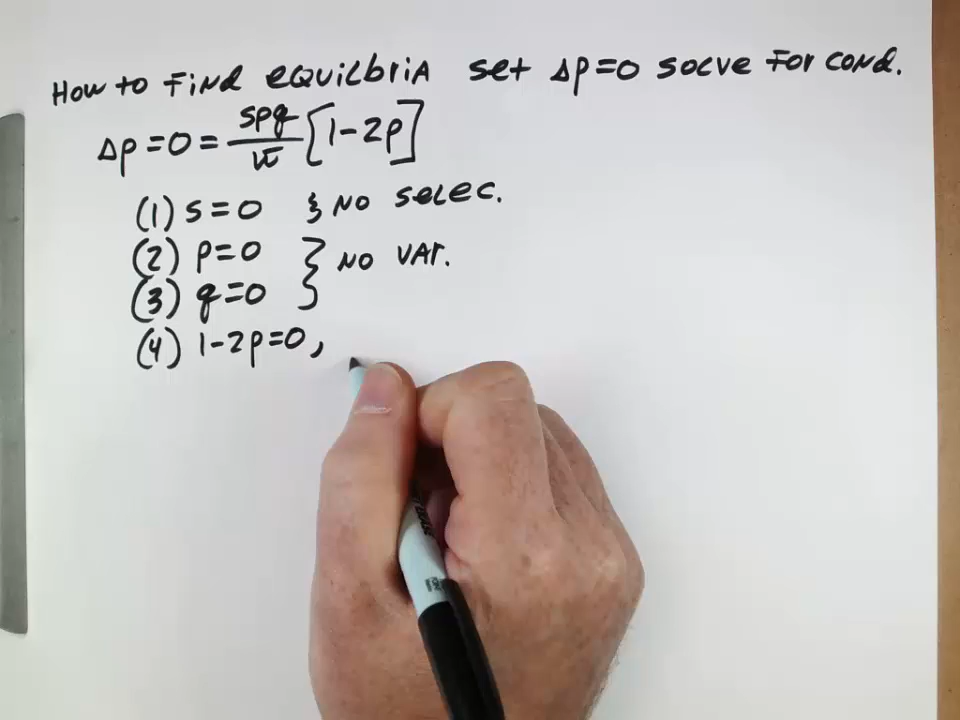 How to Find equilbria set Δp=0 solve for cond.
Δp=0= spq/w̅ [1-2p]
(1) s=0 } No selec.
(2) p=0 } No var.
(3) q=0
(4) 1-2p=0,